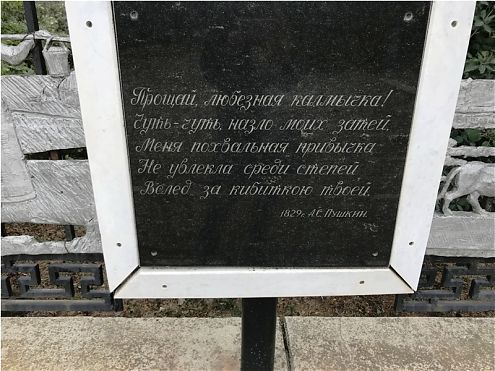 Прощай, любезная калмычка!
Чуть-чуть, назло моих затей,
Меня похвальная привычка
Не увлекла среди степей
Вслед за кибиткою твоей.
1829г. А.С.Пушкин.